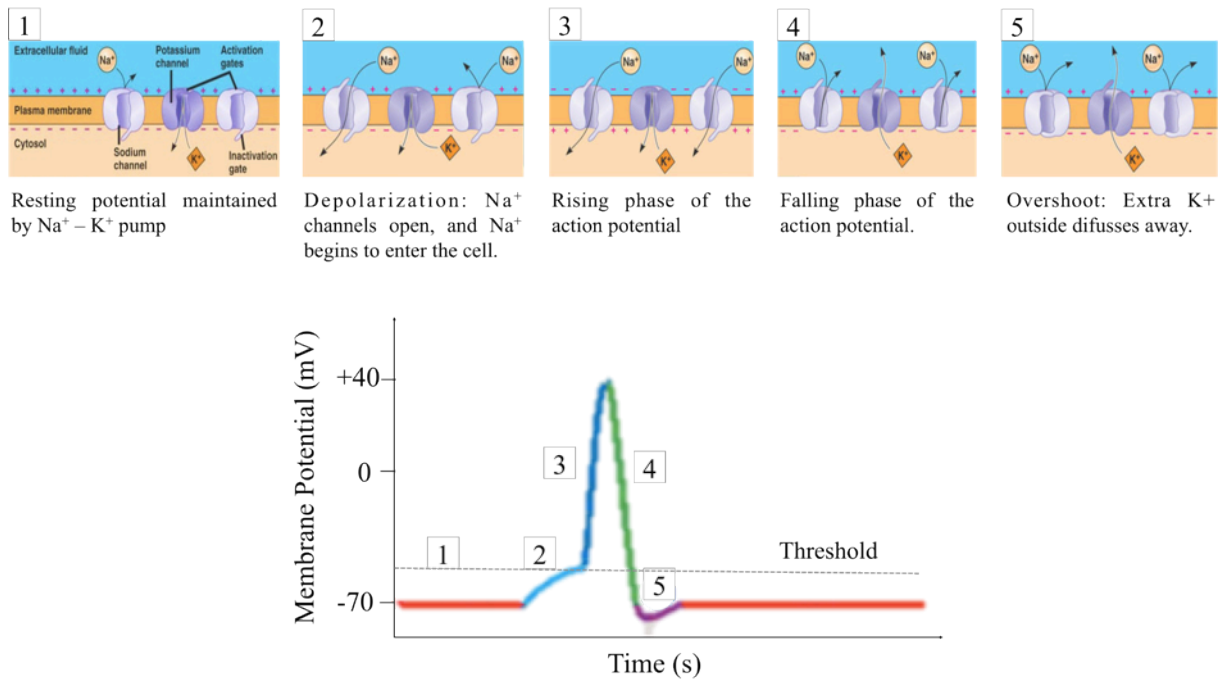 1
Extracellular fluid
Na+
Potassium
channel
Activation
gates
Plasma membrane
Cytosol
Sodium
channel
K+
Inactivation
gate
Resting potential maintained
by Na+ – K+ pump
2
Na+
Na+
K+
Depolarization: Na+
channels open, and Na+
begins to enter the cell.
3
Na+
Na+
K+
Rising phase of the
action potential
4
Na+
Na+
K+
Falling phase of the
action potential.
5
Na+
Na+
K+
Overshoot: Extra K+
outside difusses away.
Membrane Potential (mV)
+40
0
-70
1
2
3
4
5
Threshold
Time (s)